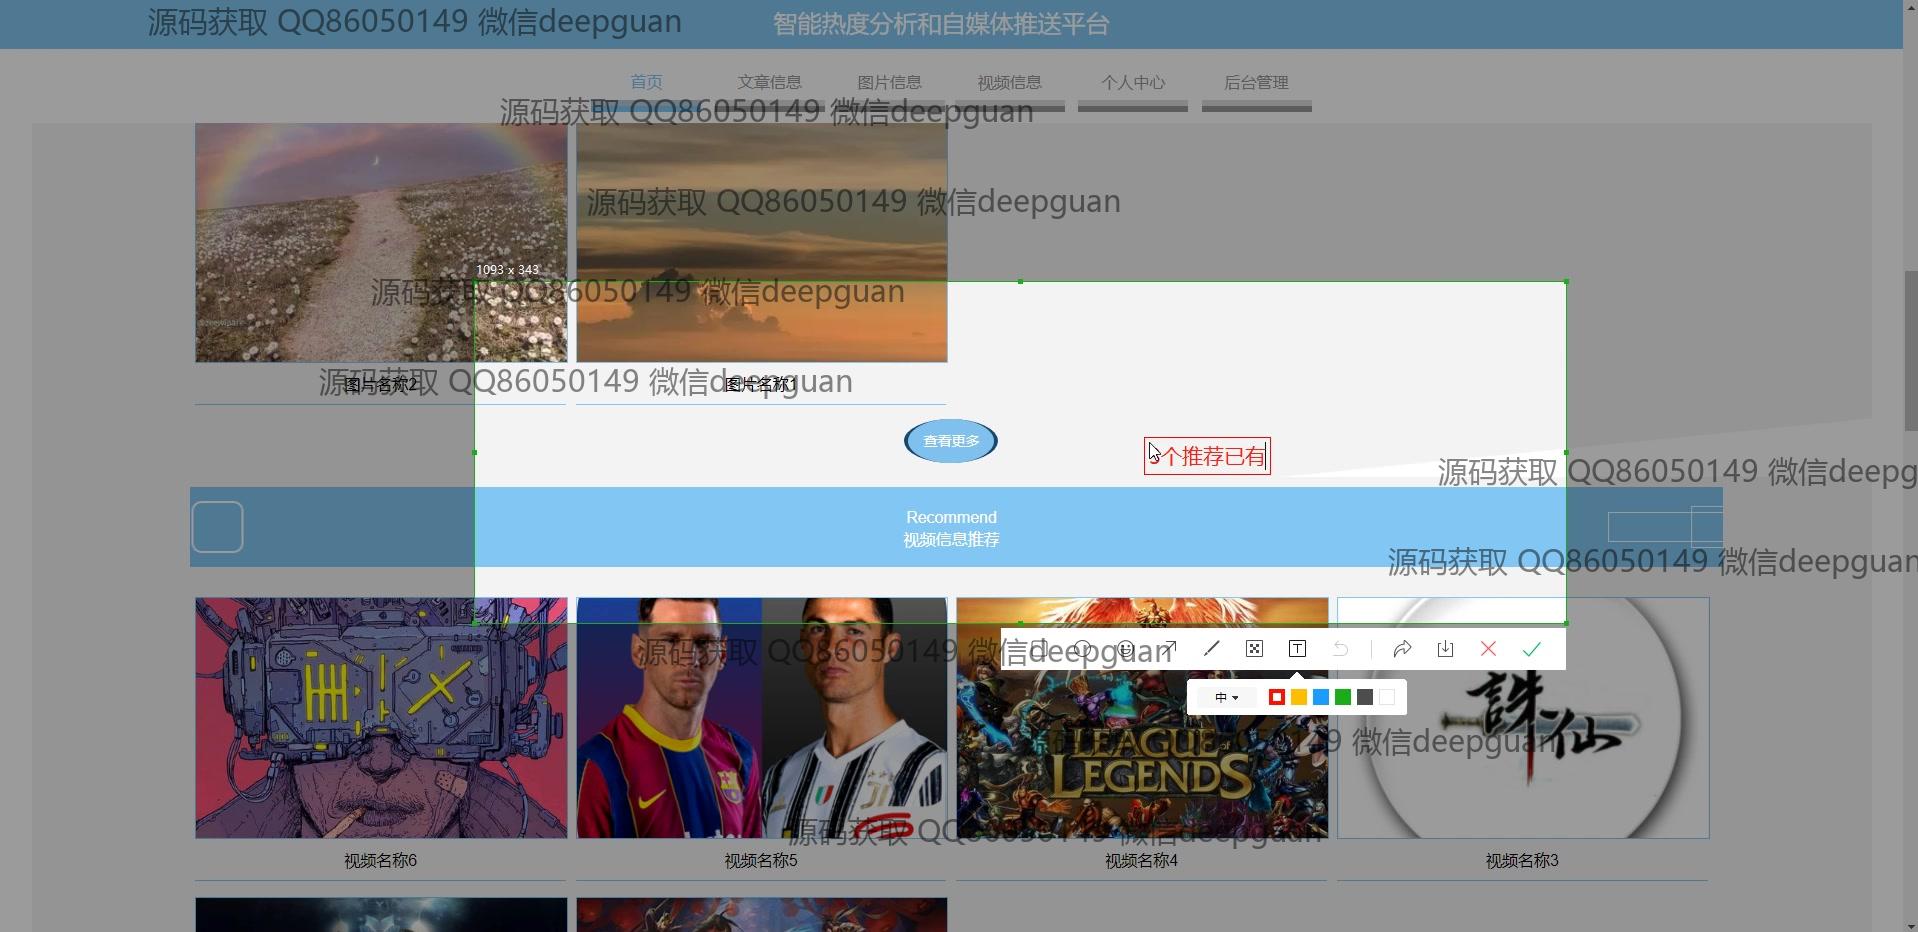 源码获取 QQ86050149 微信deepguan
智能热度分析和自媒体推送平台
首页 文章信息 图片信息 视频信息 个人中心 后台管理
源码获取 QQ86050149 微信deepguan
源码获取 QQ86050149 微信deepguan
1093 x 343
源码获取 QQ86050149 微信deepguan
源码获取 QQ86050149 微信deepguan
图片名称2 图片名称1
查看更多
个推荐已有
源码获取 QQ86050149 微信deepg
Recommend
视频信息推荐
源码获取 QQ86050149 微信deepguan
源码获取 QQ86050149 微信deepguan
T
中
诛仙
源码获取 QQ86050149 微信deepguan
LEAGUE OF
LEGENDS
源码获取 QQ86050149 微信deepguan
视频名称6 视频名称5 视频名称4 视频名称3